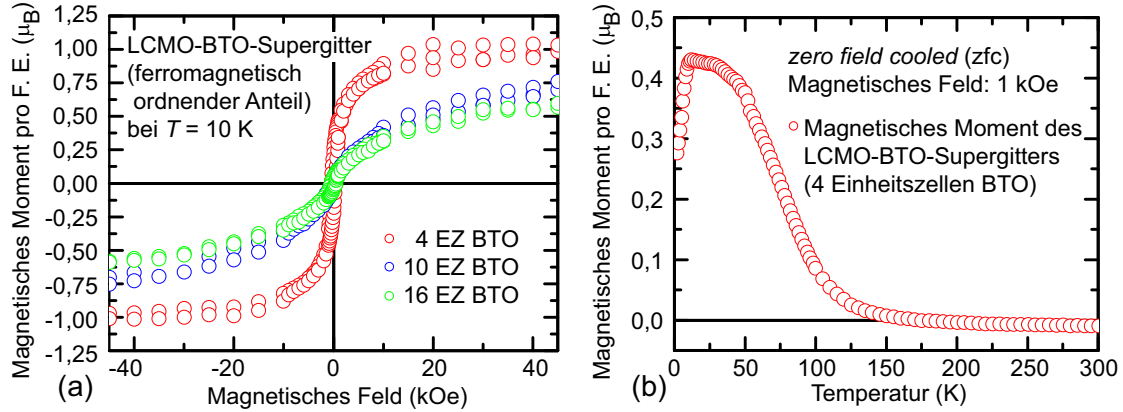 Magnetisches Moment pro F. E. (μB)
1,25
1,00
0,75
0,50
0,25
0,00
-0,25
-0,50
-0,75
-1,00
-1,25
LCMO-BTO-Supergitter
(ferromagnetisch
ordnender Anteil)
bei T = 10 K
4 EZ BTO
10 EZ BTO
16 EZ BTO
-40 -20 0 20 40
(a)
Magnetisches Feld (kOe)
Magnetisches Moment pro F. E. (μB)
0,5
0,4
0,3
0,2
0,1
0,0
zero field cooled (zfc)
Magnetisches Feld: 1 kOe
Magnetisches Moment des
LCMO-BTO-Supergitters
(4 Einheitszellen BTO)
0 50 100 150 200 250 300
(b)
Temperatur (K)